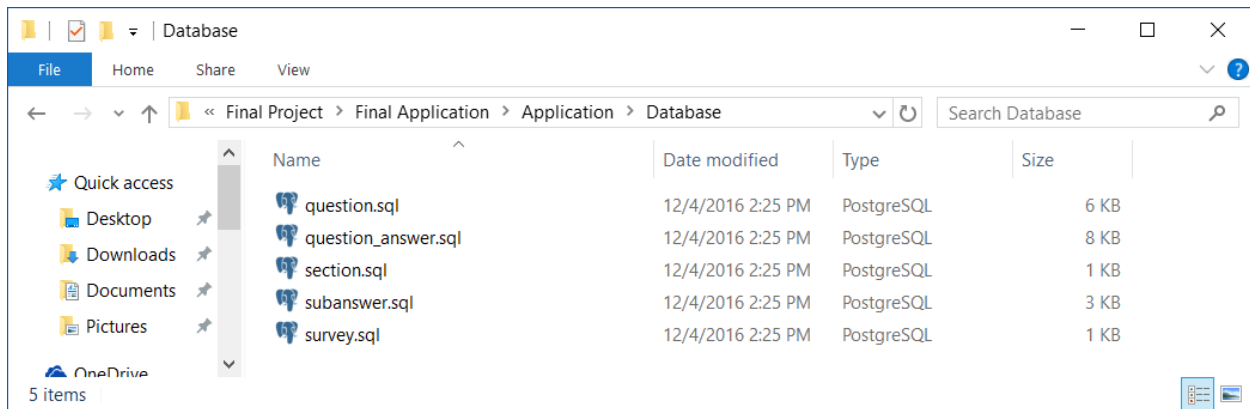 Database
File Home Share View ?
« Final Project > Final Application > Application > Database Search Database
Name Date modified Type Size
Quick access
Desktop
Downloads
Documents
Pictures
OneDrive
question.sql 12/4/2016 2:25 PM PostgreSQL 6 KB
question_answer.sql 12/4/2016 2:25 PM PostgreSQL 8 KB
section.sql 12/4/2016 2:25 PM PostgreSQL 1 KB
subanswer.sql 12/4/2016 2:25 PM PostgreSQL 3 KB
survey.sql 12/4/2016 2:25 PM PostgreSQL 1 KB
5 items